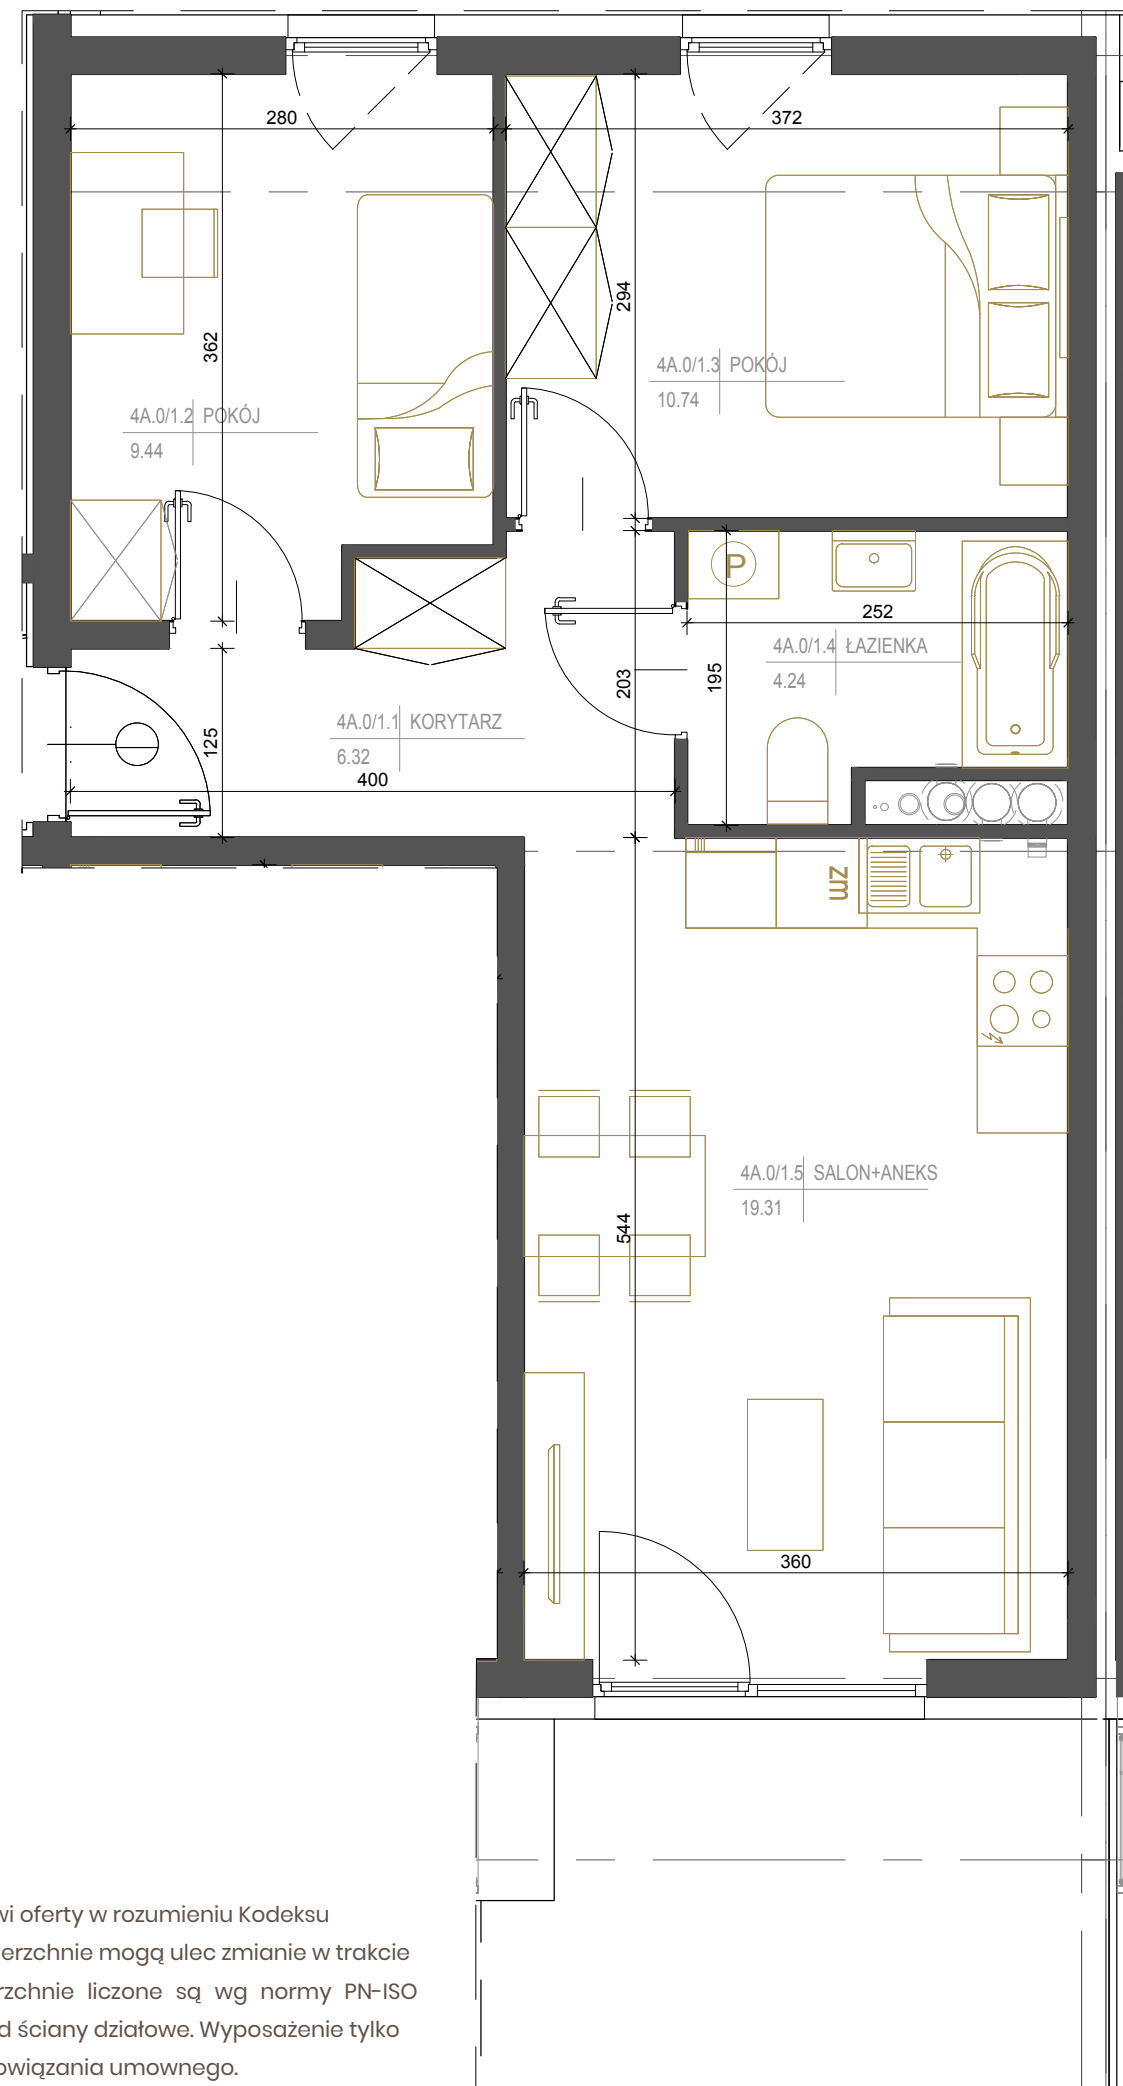 280
372
362
294
4A.0/1.2 POKÓJ
9.44
4A.0/1.3 POKÓJ
10.74
P
252
4A.0/1.4 ŁAZIENKA
4.24
195
203
4A.0/1.1 KORYTARZ
6.32
125
400
zm
4A.0/1.5 SALON+ANEKS
19.31
544
360
wi oferty w rozumieniu Kodeksu
erzchnie mogą ulec zmianie w trakcie
rzchnie liczone są wg normy PN-ISO
d ściany działowe. Wyposażenie tylko
owiązania umownego.